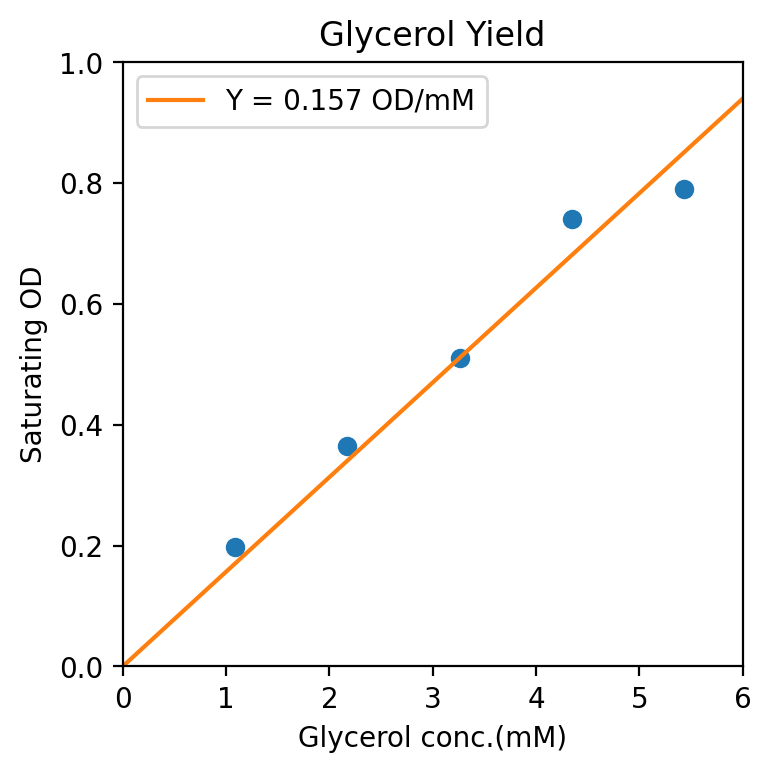 Glycerol Yield
Y = 0.157 OD/mM
1.0
0.8
0.6
0.4
0.2
0.0
Saturating OD
0 1 2 3 4 5 6
Glycerol conc.(mM)